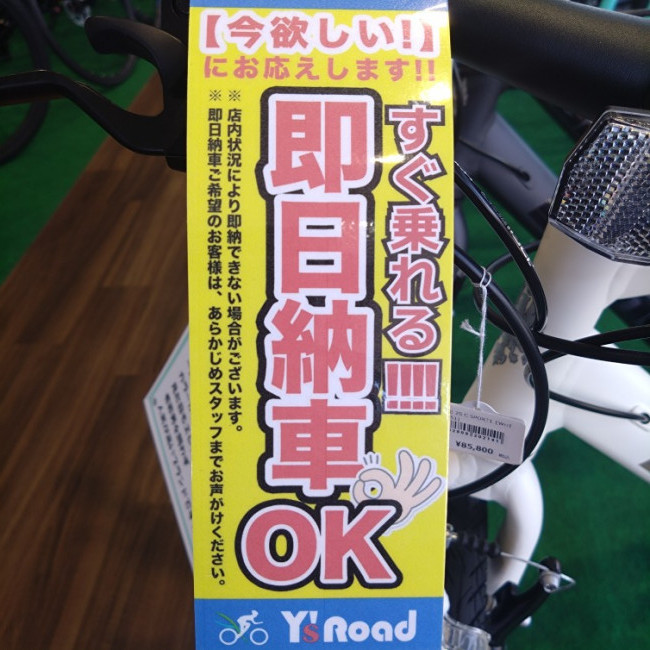 【今欲しい!】
にお応えします!!
すぐ乗れる!!!!
即日納車OK
※店内状況により即納できない場合がございます。
※即日納車ご希望のお客様は、あらかじめスタッフまでお声がけください。
Y's Road
¥85,800